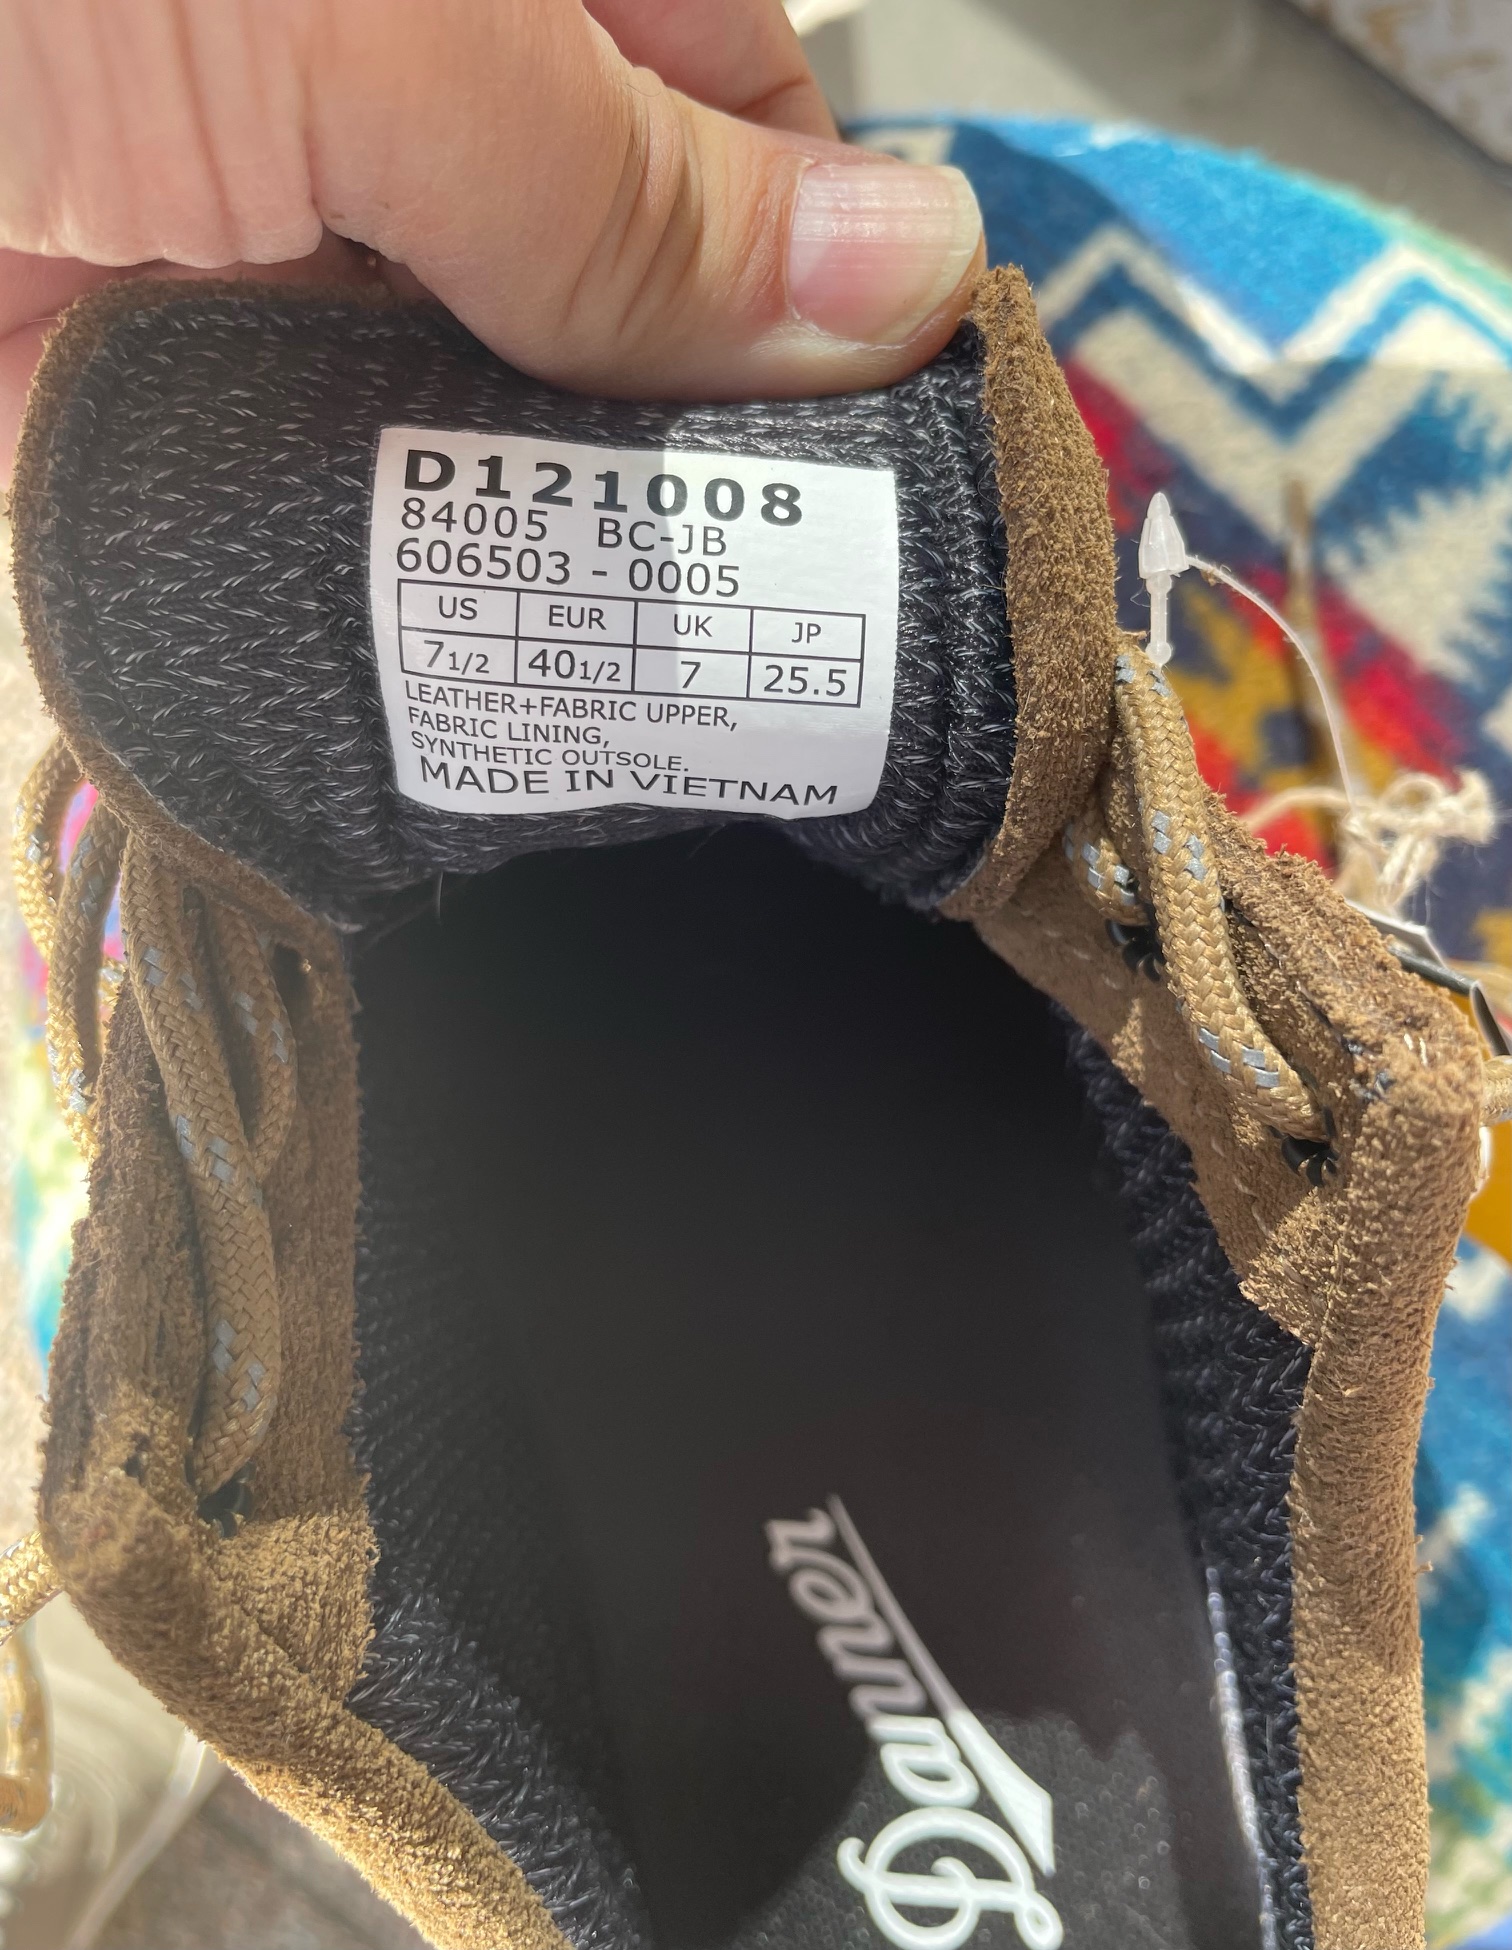 D121008
84005 BC-JB
606503 - 0005
US EUR UK JP
7 1/2 40 1/2 7 25.5
LEATHER+FABRIC UPPER,
FABRIC LINING,
SYNTHETIC OUTSOLE.
MADE IN VIETNAM
Danner